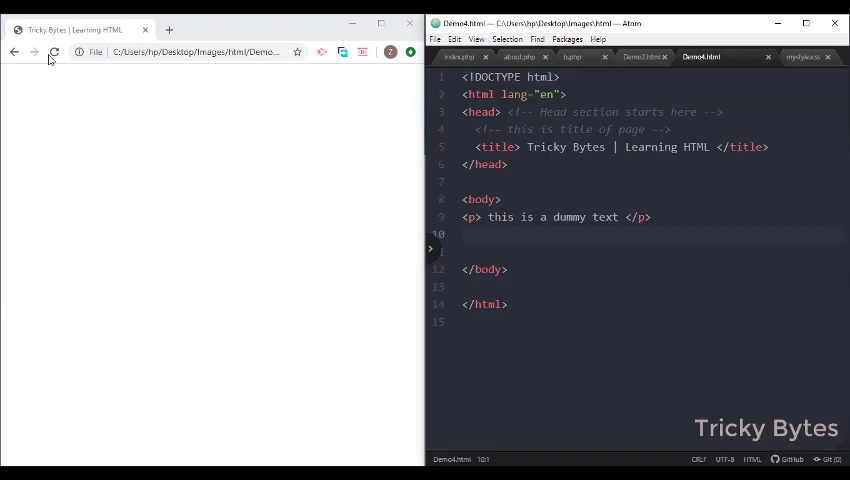 Tricky Bytes | Learning HTML
File
C:/Users/hp/Desktop/Images/html/Demo...
Z
Demo4.html — C:\Users\hp\Desktop\Images\html — Atom
File Edit View Selection Find Packages Help
index.php about.php b.php Demo2.html Demo4.html mystyle.css
1 <!DOCTYPE html>
2 <html lang="en">
3 <head> <!-- Head section starts here -->
4 <!-- this is title of page -->
5 <title> Tricky Bytes | Learning HTML </title>
6 </head>
7
8 <body>
9 <p> this is a dummy text </p>
10
12 </body>
13
14 </html>
15
Tricky Bytes
Demo4.html 10:1 CRLF UTF-8 HTML GitHub Git (0)